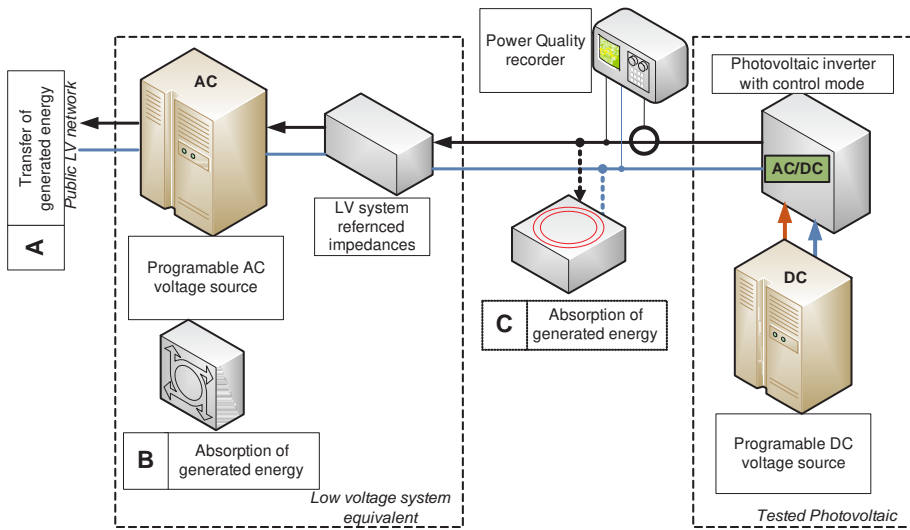 A
Transfer of
generated energy
Public LV network
AC
Programable AC
voltage source
B
Absorption of
generated energy
LV system
refernced
impedances
Low voltage system
equivalent
Power Quality
recorder
C
Absorption of
generated energy
Photovoltaic inverter
with control mode
AC/DC
DC
Programable DC
voltage source
Tested Photovoltaic